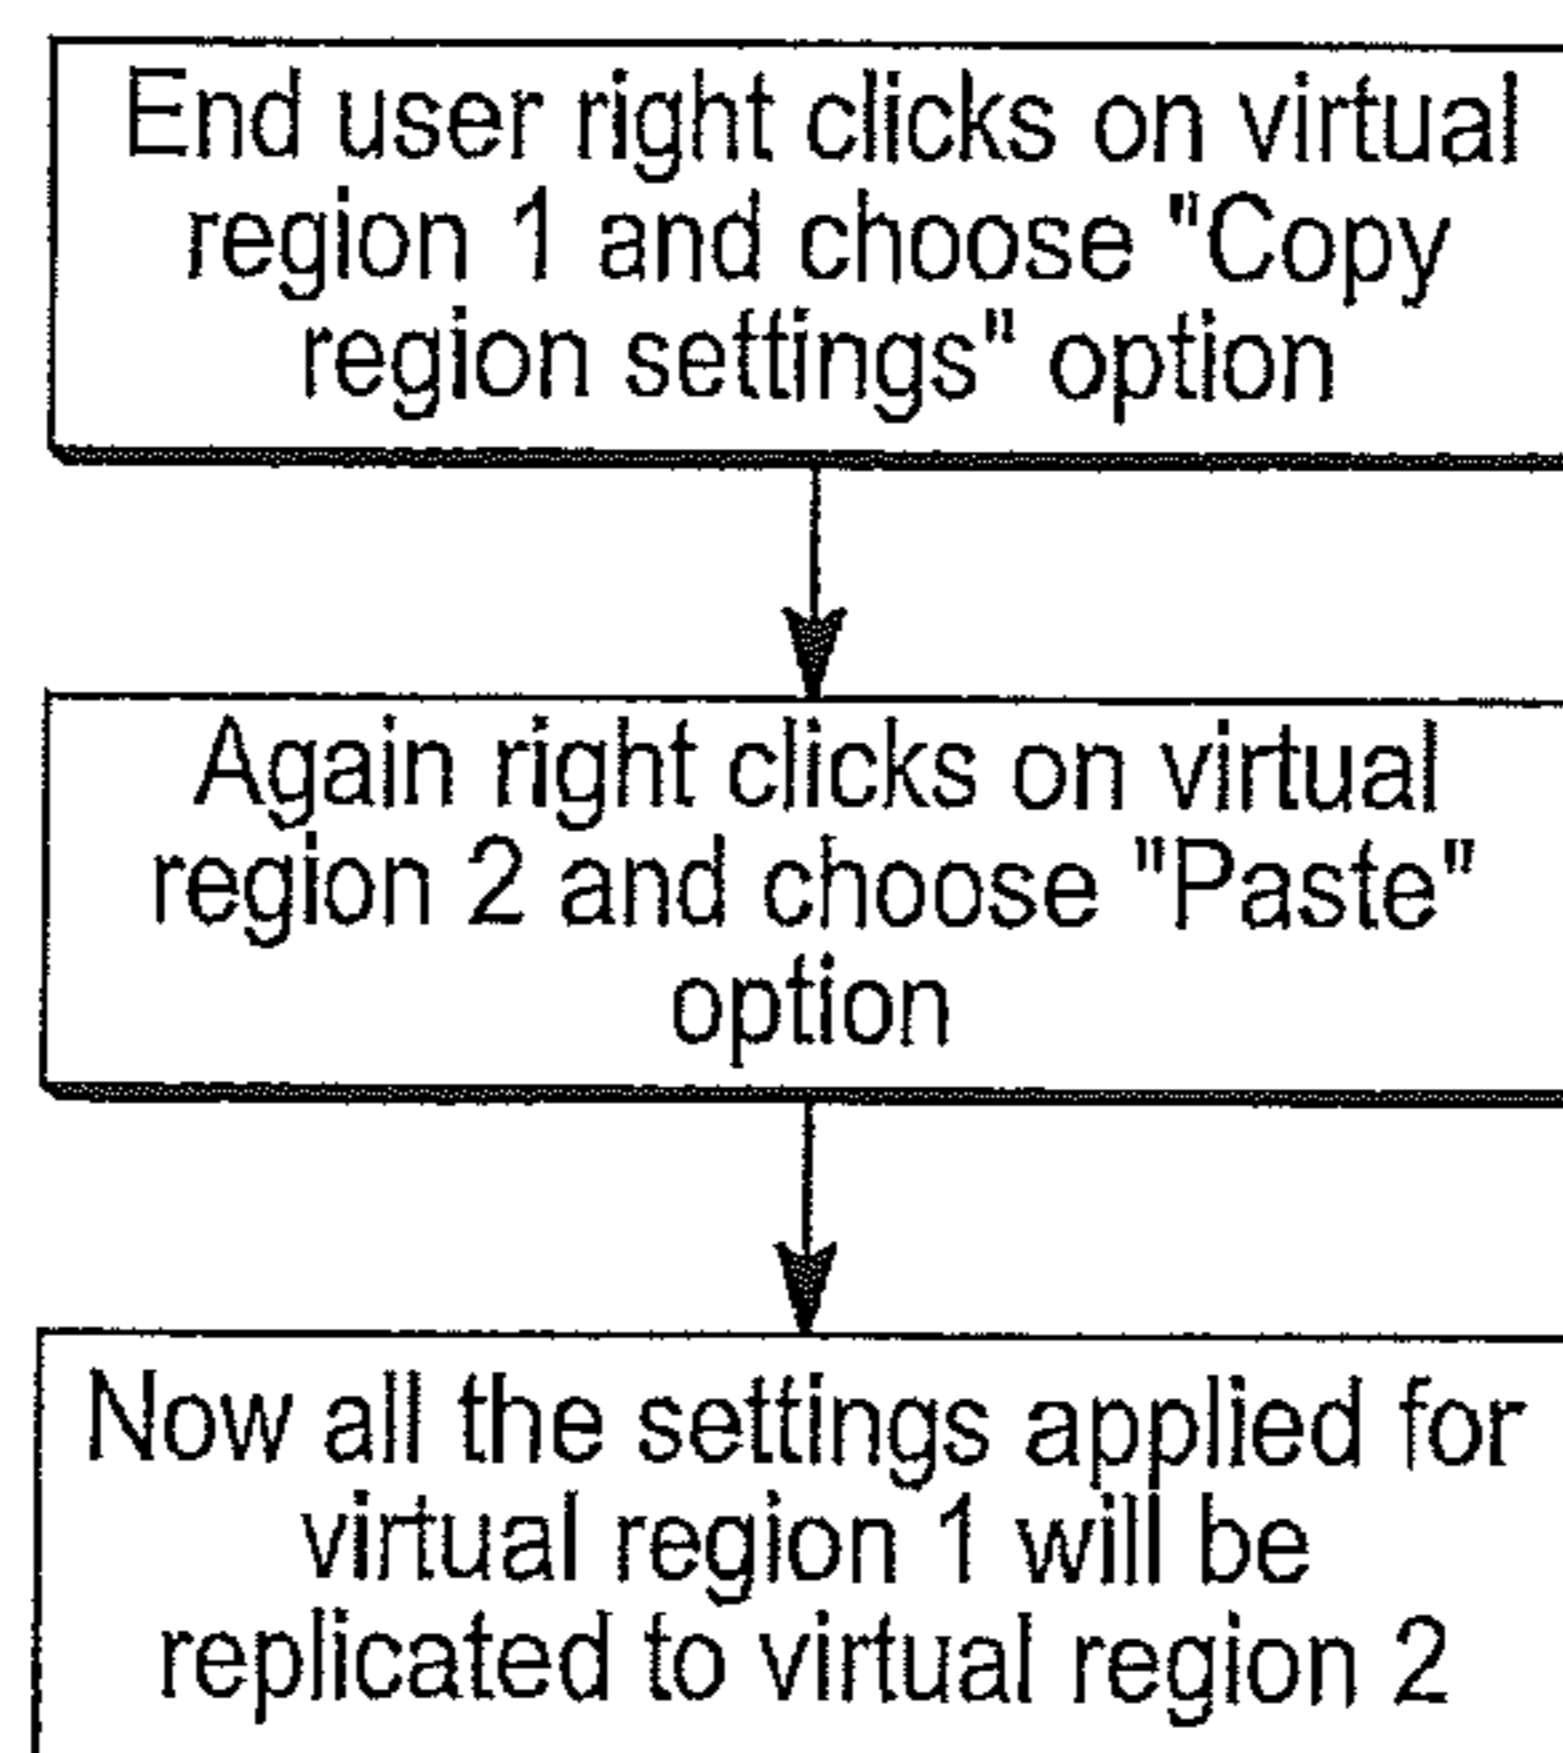 End user right clicks on virtual
region 1 and choose "Copy
region settings" option
Again right clicks on virtual
region 2 and choose "Paste"
option
Now all the settings applied for
virtual region 1 will be
replicated to virtual region 2